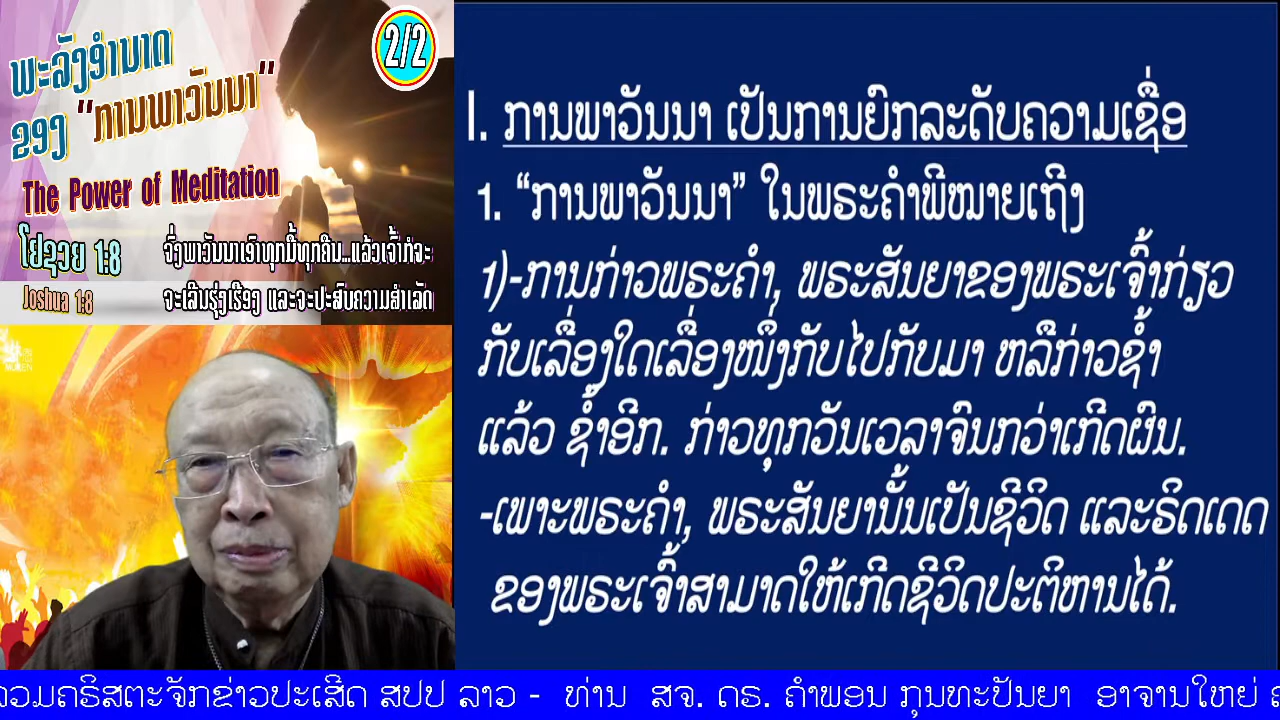 ພະລັງອຳນາດ
ຂອງ "ການພາວັນນາ"
2/2
The Power of Meditation
ໂຢຊວຍ 1:8
ຈົ່ງພາວັນນາເອົາທຸກມື້ທຸກຄືນ...ແລ້ວເຈົ້າກໍຈະ
Joshua 1:8
ຈະເລີນຮຸ່ງເຮືອງ ແລະຈະປະສົບຄວາມສຳເລັດ
I. ການພາວັນນາ ເປັນການຍົກລະດັບຄວາມເຊື່ອ
1. “ການພາວັນນາ” ໃນພຣະຄຳພີໝາຍເຖີງ
1)-ການກ່າວພຣະຄຳ, ພຣະສັນຍາຂອງພຣະເຈົ້າກ່ຽວ
ກັບເລື່ອງໃດເລື່ອງໜຶ່ງກັບໄປກັບມາ ຫລືກ່າວຊ້ຳ
ແລ້ວ ຊ້ຳອີກ. ກ່າວທຸກວັນເວລາຈົນກວ່າເກີດຜົນ.
-ເພາະພຣະຄຳ, ພຣະສັນຍານັ້ນເປັນຊີວິດ ແລະຣິດເດດ
ຂອງພຣະເຈົ້າສາມາດໃຫ້ເກີດຊີວິດປະຕິຫານໄດ້.
ຄຣິສຕະຈັກຂ່າວປະເສີດ ສປປ ລາວ - ທ່ານ ສຈ. ດຣ. ຄຳພອນ ກຸນທະປັນຍາ ອາຈານໃຫຍ່